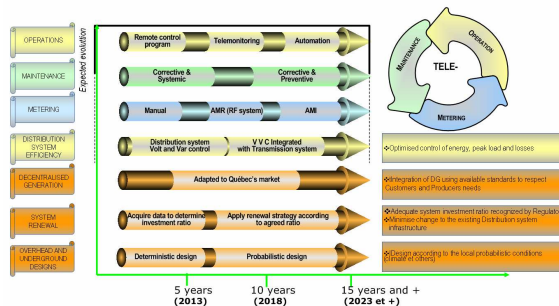 OPERATIONS
Remote control
program
Telemonitoring
Automation
Expected evolution
MAINTENANCE
Corrective &
Systemic
Corrective &
Preventive
METERING
Manual
AMR (RF system)
AMI
MAINTENANCE
OPERATION
TELE-
METERING
DISTRIBUTION
SYSTEM
EFFICIENCY
Distribution system
Volt and Var control
V V C Integrated
with Transmission system
❖Optimised control of energy, peak load and losses
DECENTRALISED
GENERATION
Adapted to Québec's market
❖Integration of DG using available standards to respect
Customers and Producers needs
SYSTEM
RENEWAL
Acquire data to determine
investment ratio
Apply renewal strategy according
to agreed ratio
❖Adequate system investment ratio recognized by Regulator
❖Minimise change to the existing Distribution system
infrastructure
OVERHEAD and
UNDERGROUND
DESIGNS
Deterministic design
Probabilistic design
❖Design according to the local probabilistic conditions
(climate et others)
5 years
(2013)
10 years
(2018)
15 years and +
(2023 et +)